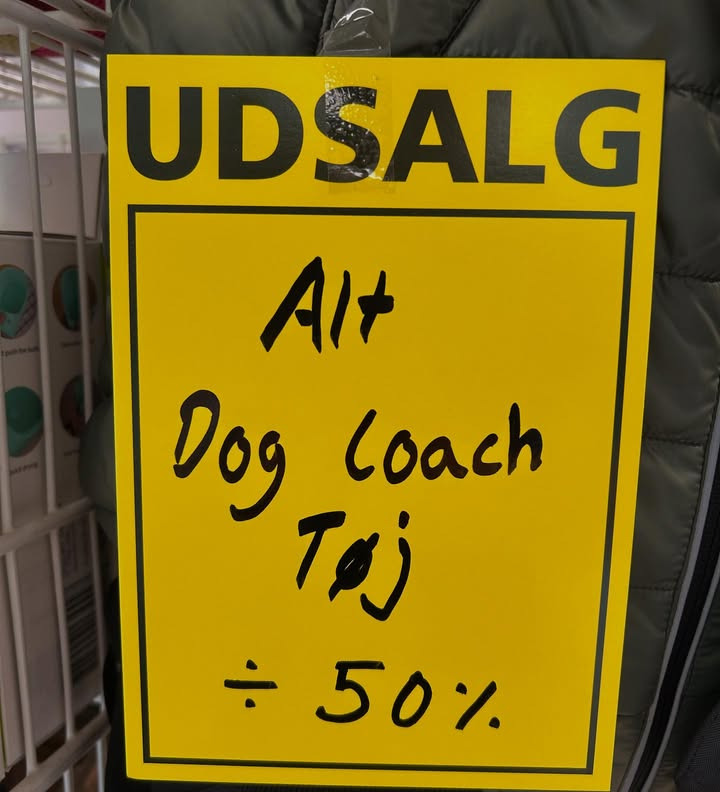 UDSALG
Alt
Dog Coach
Tøj
÷ 50%